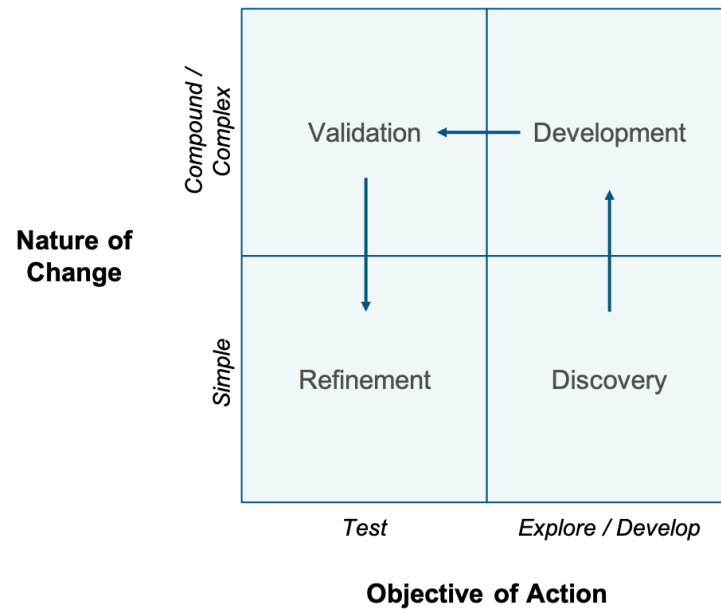 Compound /
Complex
Validation
Development
Nature of
Change
Simple
Refinement
Discovery
Test
Explore / Develop
Objective of Action